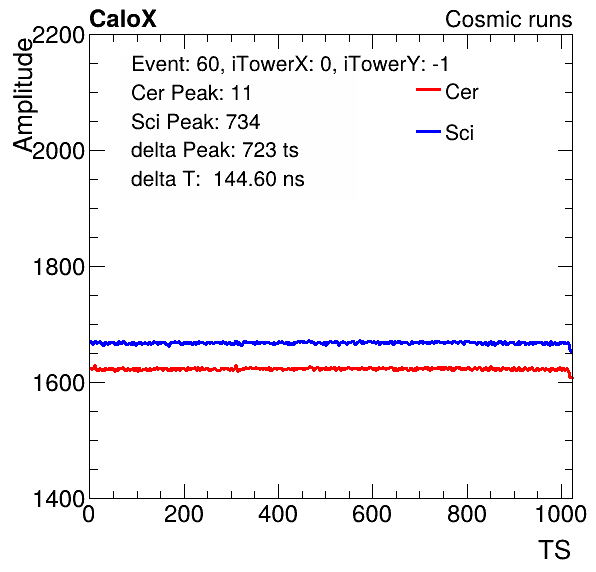 CaloX Cosmic runs
Amplitude
Event: 60, iTowerX: 0, iTowerY: -1
Cer Peak: 11
Sci Peak: 734
delta Peak: 723 ts
delta T: 144.60 ns
Cer
Sci
2200
2000
1800
1600
1400
0 200 400 600 800 1000
TS